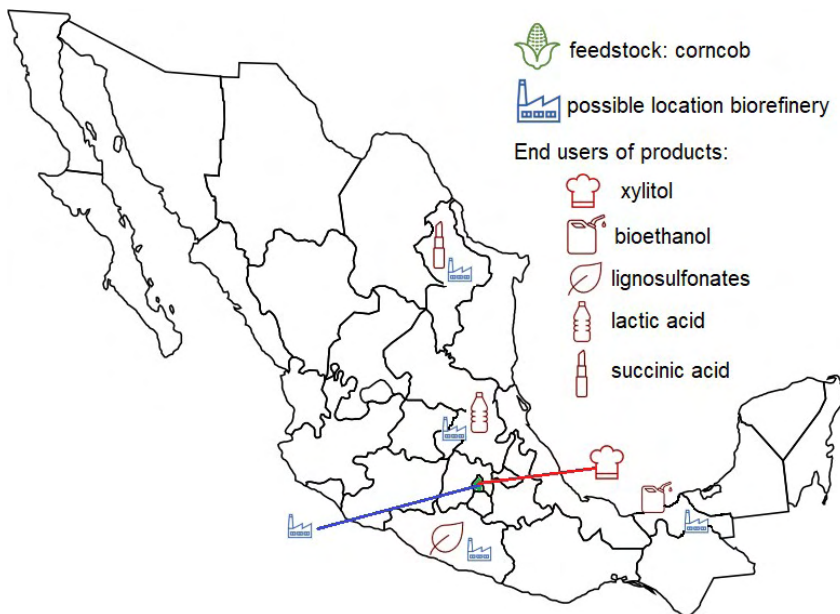 feedstock: corncob
possible location biorefinery
End users of products:
xylitol
bioethanol
lignosulfonates
lactic acid
succinic acid